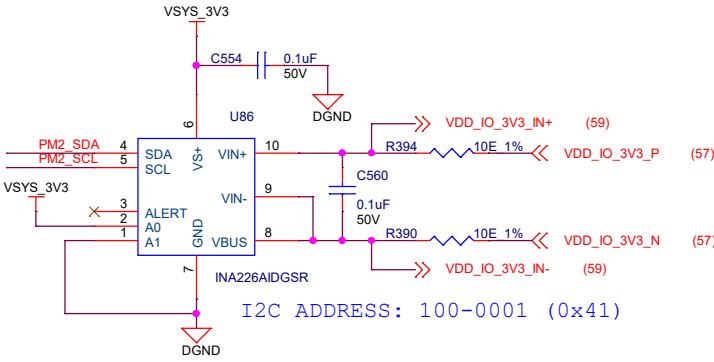 VSYS_3V3
C554
0.1uF
50V
DGND
U86
6
VS+
PM2_SDA 4 SDA
PM2_SCL 5 SCL
VSYS_3V3
3 ALERT
2 A0
1 A1
VIN+ 10
VIN- 9
VBUS 8
GND
7
INA226AIDGSR
VDD_IO_3V3_IN+ (59)
R394 10E_1% VDD_IO_3V3_P (57)
C560
0.1uF
50V
R390 10E_1% VDD_IO_3V3_N (57)
VDD_IO_3V3_IN- (59)
I2C ADDRESS: 100-0001 (0x41)
DGND